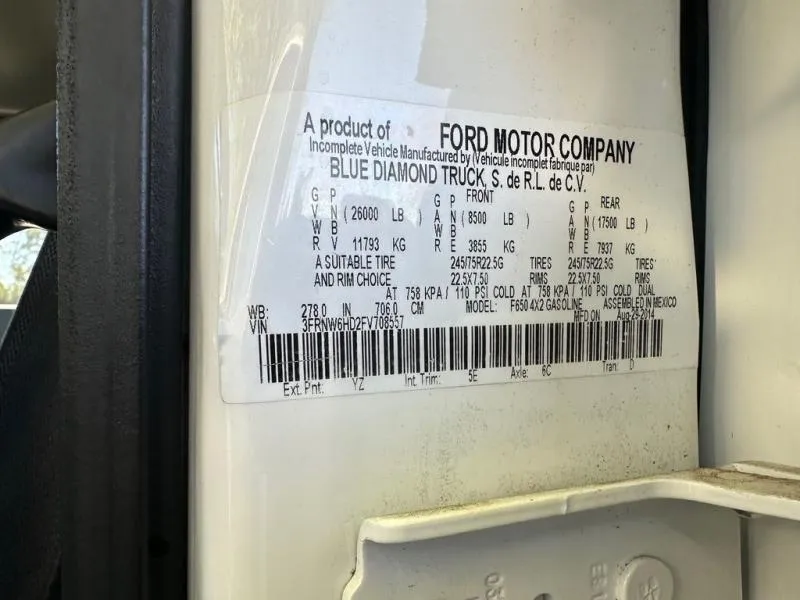 A product of FORD MOTOR COMPANY
Incomplete Vehicle Manufactured by (Vehicule incomplet fabrique par)
BLUE DIAMOND TRUCK, S. de R.L. de C.V.
G P G P FRONT G P REAR
V N ( 26000 LB ) A N ( 8500 LB ) A N ( 17500 LB )
W B W B W B
R V 11793 KG R E 3855 KG R E 7937 KG
A SUITABLE TIRE 245/75R22.5G TIRES 245/75R22.5G TIRES
AND RIM CHOICE 22.5X7.50 RIMS 22.5X7.50 RIMS
AT 758 KPA / 110 PSI COLD AT 758 KPA / 110 PSI COLD DUAL
WB: 278.0 IN 706.0 CM MODEL: F650 4X2 GASOLINE ASSEMBLED IN MEXICO
VIN 3FRNW6HD2FV708557 MFD ON Aug-25-2014
Ext. Pnt: YZ Int. Trim: 5E Axle: 6C Tran: D